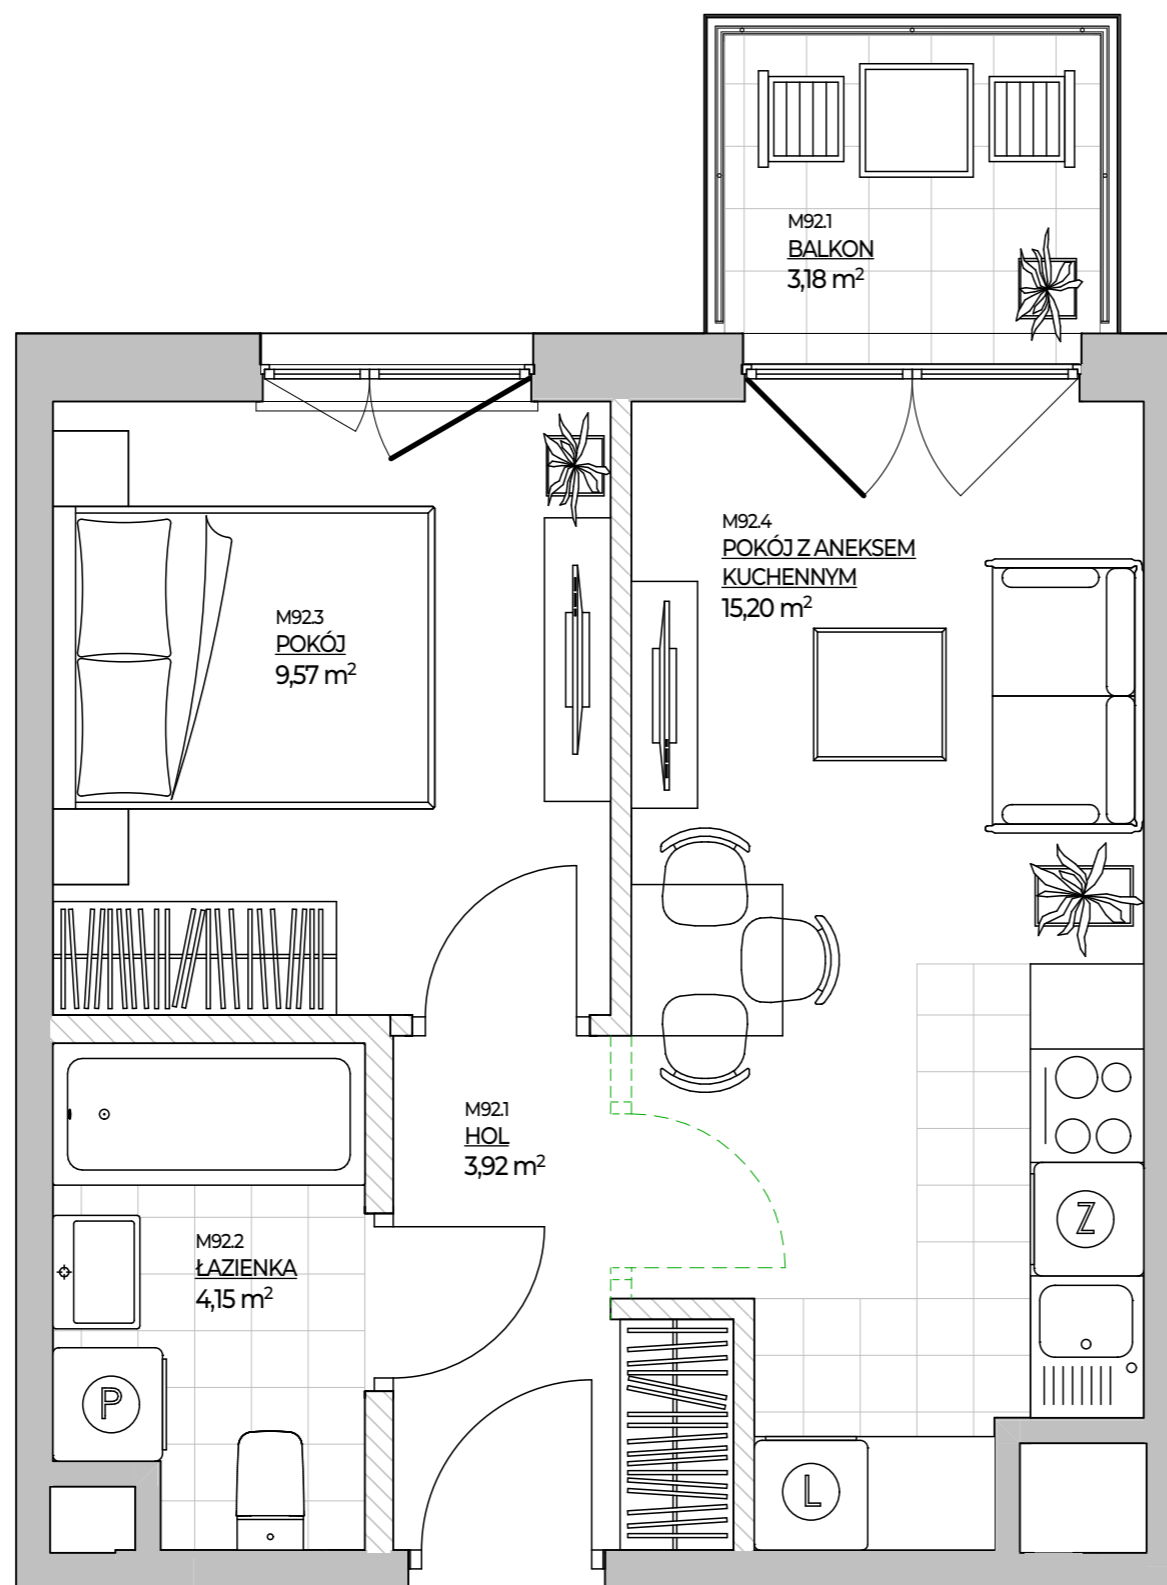 M92.1
BALKON
3,18 m²
M92.4
POKÓJ Z ANEKSEM
KUCHENNYM
15,20 m²
M92.3
POKÓJ
9,57 m²
M92.1
HOL
3,92 m²
Z
M92.2
ŁAZIENKA
4,15 m²
P
L